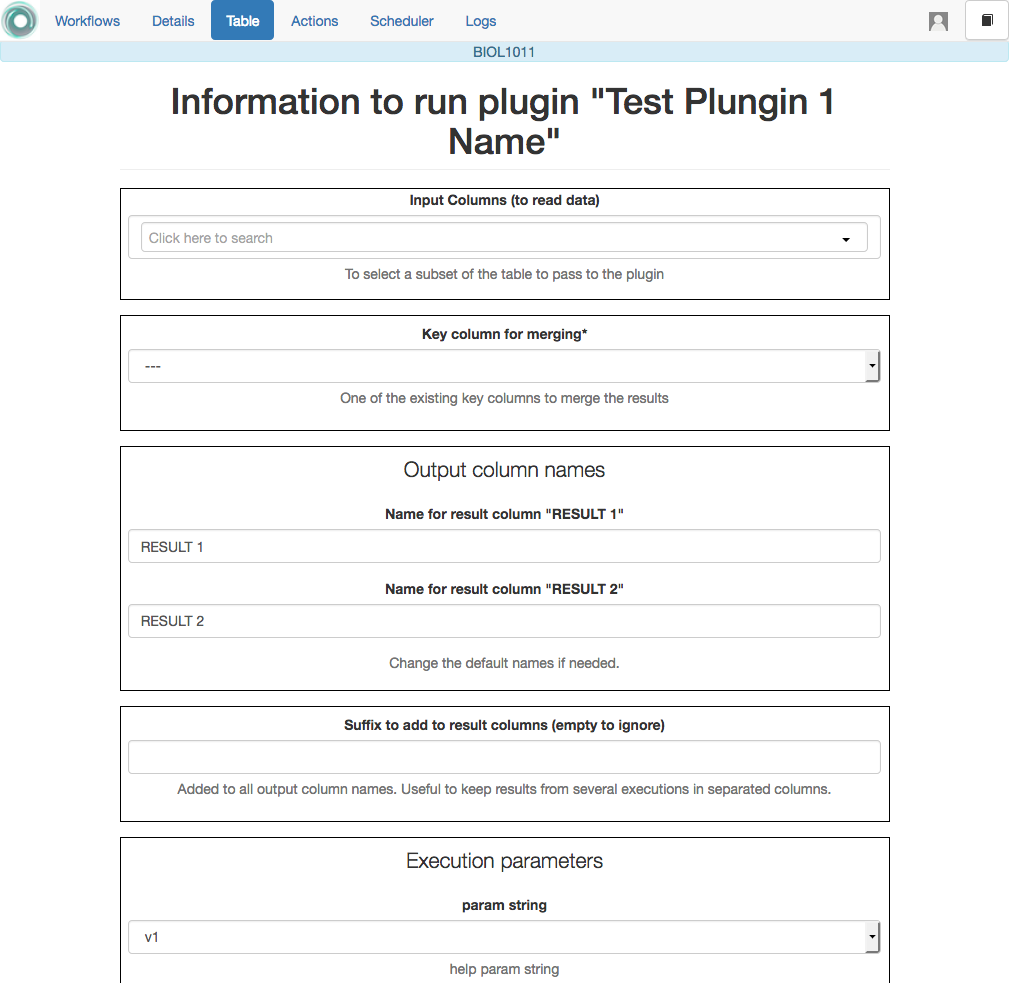 Workflows Details Table Actions Scheduler Logs
BIOL1011
Information to run plugin "Test Plungin 1
Name"
Input Columns (to read data)
Click here to search
To select a subset of the table to pass to the plugin
Key column for merging*
---
One of the existing key columns to merge the results
Output column names
Name for result column "RESULT 1"
RESULT 1
Name for result column "RESULT 2"
RESULT 2
Change the default names if needed.
Suffix to add to result columns (empty to ignore)
Added to all output column names. Useful to keep results from several executions in separated columns.
Execution parameters
param string
v1
help param string